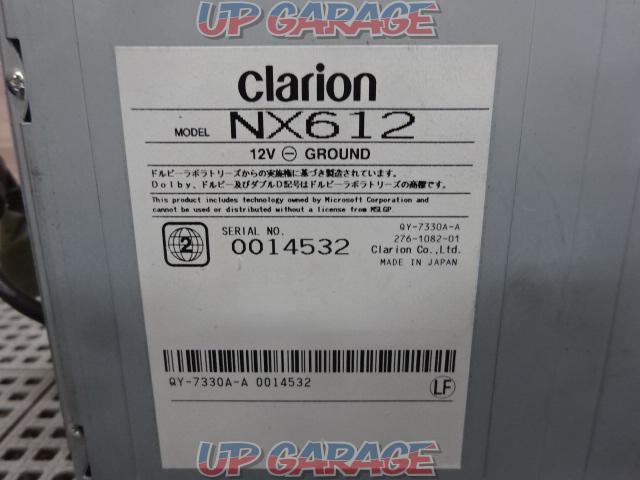 UP GARAGE
clarion
MODEL NX612
12V ⊖ GROUND
ドルビーラボラトリーズからの実施権に基づき製造されています。
Dolby、ドルビー及びダブルD記号はドルビーラボラトリーズの商標です。
This product includes technology owned by Microsoft Corporation and
cannot be used or distributed without a license from MSLGP.
2
SERIAL NO.
0014532
QY-7330A-A
276-1082-01
Clarion Co.,Ltd.
MADE IN JAPAN
QY-7330A-A 0014532
LF
UP GARAGE